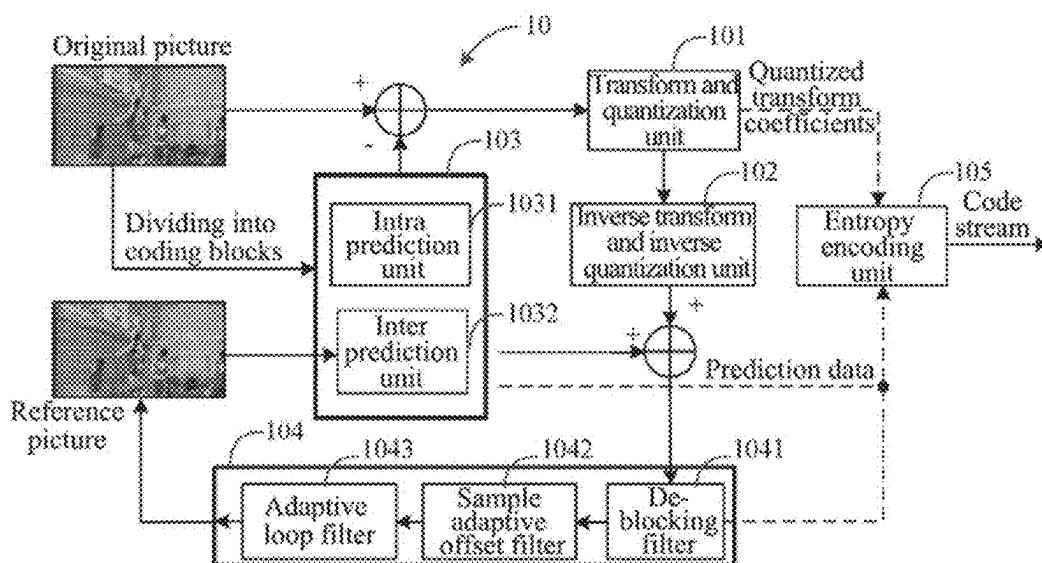 10
Original picture
101
+
Transform and
quantization
unit
Quantized
transform
coefficients
-
103
102
105
Dividing into
coding blocks
1031
Intra
prediction
unit
Inverse transform
and inverse
quantization unit
Entropy
encoding
unit
Code
stream
1032
Inter
prediction
unit
+
+
Prediction data
Reference
picture
104
1043
1042
1041
Adaptive
loop filter
Sample
adaptive
offset filter
De-
blocking
filter